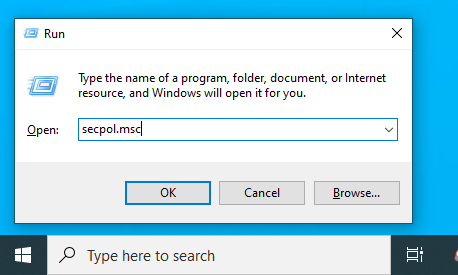 Run
Type the name of a program, folder, document, or Internet
resource, and Windows will open it for you.
Open: secpol.msc
OK Cancel Browse...
Type here to search